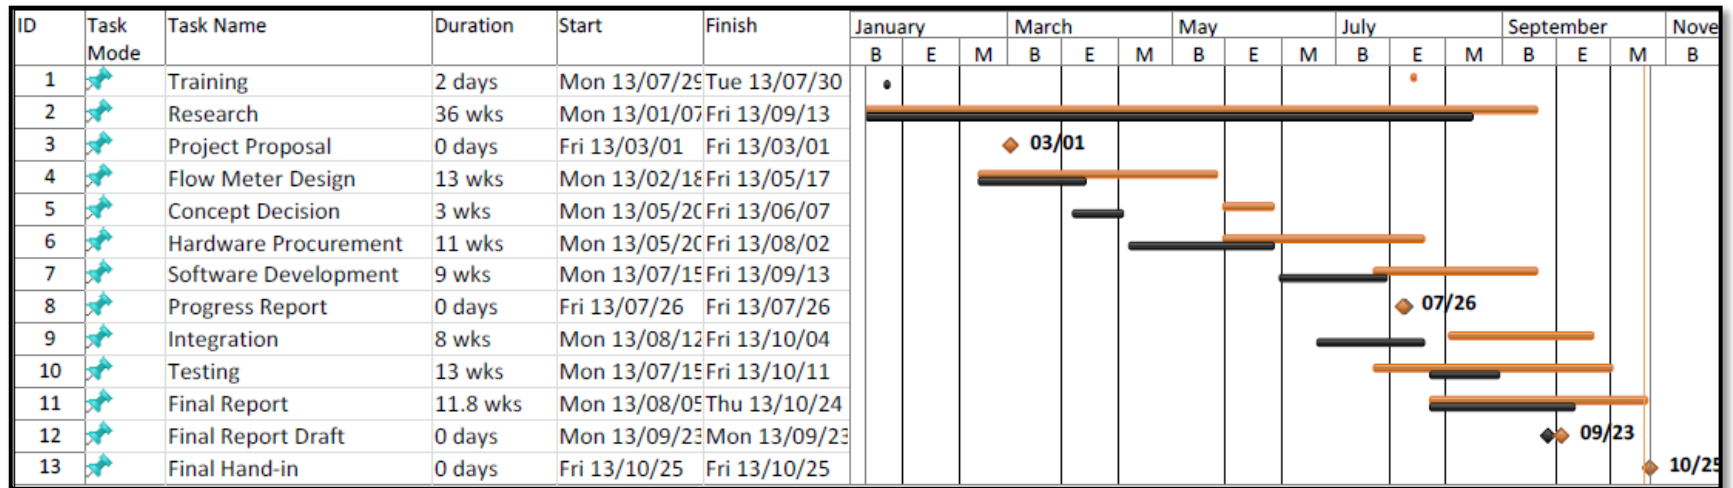 ID Task Mode Task Name Duration Start Finish January March May July September Nove
B E M B E M B E M B E M B E M B
1 Training 2 days Mon 13/07/29 Tue 13/07/30
2 Research 36 wks Mon 13/01/07 Fri 13/09/13
3 Project Proposal 0 days Fri 13/03/01 Fri 13/03/01 03/01
4 Flow Meter Design 13 wks Mon 13/02/18 Fri 13/05/17
5 Concept Decision 3 wks Mon 13/05/20 Fri 13/06/07
6 Hardware Procurement 11 wks Mon 13/05/20 Fri 13/08/02
7 Software Development 9 wks Mon 13/07/15 Fri 13/09/13
8 Progress Report 0 days Fri 13/07/26 Fri 13/07/26 07/26
9 Integration 8 wks Mon 13/08/12 Fri 13/10/04
10 Testing 13 wks Mon 13/07/15 Fri 13/10/11
11 Final Report 11.8 wks Mon 13/08/05 Thu 13/10/24
12 Final Report Draft 0 days Mon 13/09/23 Mon 13/09/23 09/23
13 Final Hand-in 0 days Fri 13/10/25 Fri 13/10/25 10/25